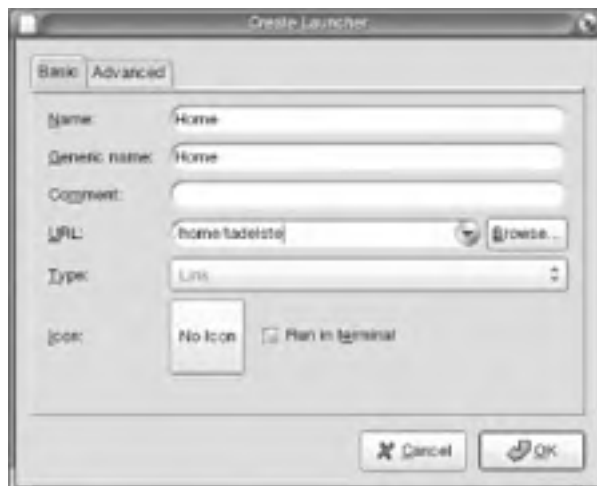 Create Launcher
Basic Advanced
Name: Home
Generic name: Home
Comment:
URL: /home/tadelste Browse...
Type: Link
Icon: No Icon Run in terminal
Cancel OK